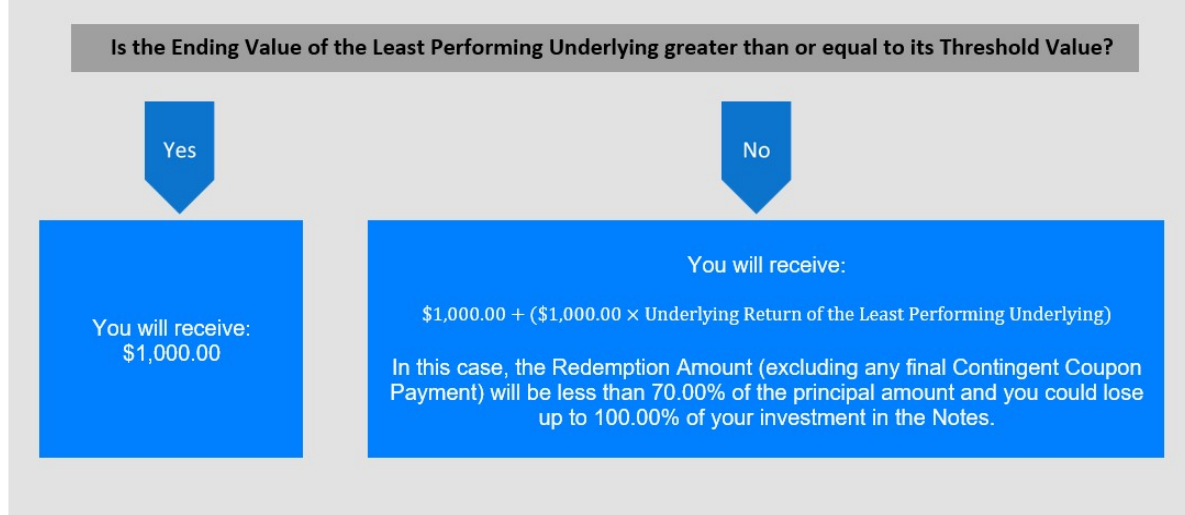 Is the Ending Value of the Least Performing Underlying greater than or equal to its Threshold Value?
Yes
No
You will receive:
$1,000.00
You will receive:
$1,000.00 + ($1,000.00 × Underlying Return of the Least Performing Underlying)
In this case, the Redemption Amount (excluding any final Contingent Coupon
Payment) will be less than 70.00% of the principal amount and you could lose
up to 100.00% of your investment in the Notes.